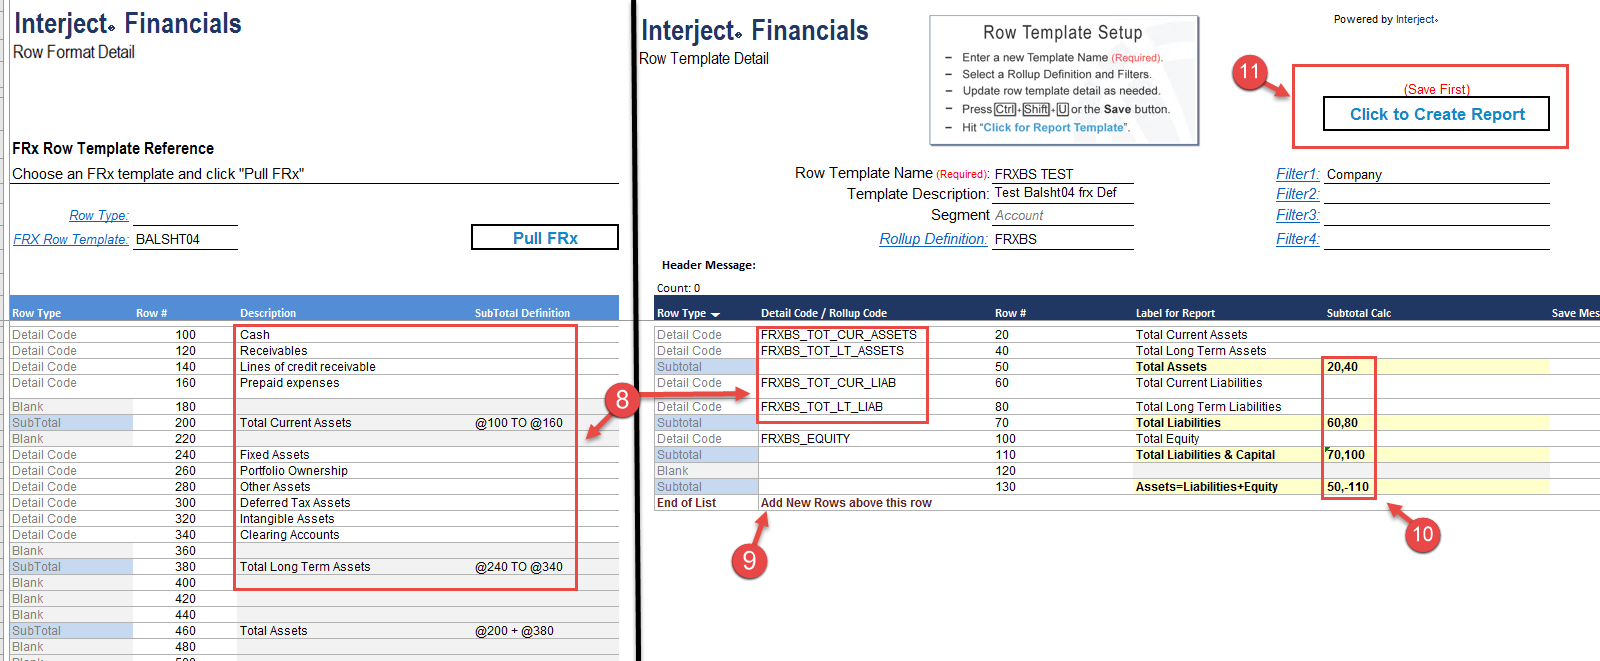 Interject Financials
Row Format Detail
FRx Row Template Reference
Choose an FRx template and click "Pull FRx"
Row Type:
FRX Row Template: BALSHT04
Pull FRx
Row Type Row # Description SubTotal Definition
Detail Code 100 Cash
Detail Code 120 Receivables
Detail Code 140 Lines of credit receivable
Detail Code 160 Prepaid expenses
Blank 180
SubTotal 200 Total Current Assets @100 TO @160
Blank 220
Detail Code 240 Fixed Assets
Detail Code 260 Portfolio Ownership
Detail Code 280 Other Assets
Detail Code 300 Deferred Tax Assets
Detail Code 320 Intangible Assets
Detail Code 340 Clearing Accounts
Blank 360
SubTotal 380 Total Long Term Assets @240 TO @340
Blank 400
Blank 420
Blank 440
SubTotal 460 Total Assets @200 + @380
Blank 480
Interject Financials
Row Template Detail
Row Template Setup
– Enter a new Template Name (Required).
– Select a Rollup Definition and Filters.
– Update row template detail as needed.
– Press Ctrl+Shift+U or the Save button.
– Hit “Click for Report Template”.
Powered by Interject
11
(Save First)
Click to Create Report
Row Template Name (Required): FRXBS TEST
Template Description: Test Balsht04 frx Def
Segment Account
Rollup Definition: FRXBS
Filter1: Company
Filter2:
Filter3:
Filter4:
Header Message:
Count: 0
Row Type Detail Code / Rollup Code Row # Label for Report Subtotal Calc Save Mes
Detail Code FRXBS_TOT_CUR_ASSETS 20 Total Current Assets
Detail Code FRXBS_TOT_LT_ASSETS 40 Total Long Term Assets
Subtotal 50 Total Assets 20,40
Detail Code FRXBS_TOT_CUR_LIAB 60 Total Current Liabilities
Detail Code FRXBS_TOT_LT_LIAB 80 Total Long Term Liabilities
Subtotal 70 Total Liabilities 60,80
Detail Code FRXBS_EQUITY 100 Total Equity
Subtotal 110 Total Liabilities & Capital 70,100
Blank 120
Subtotal 130 Assets=Liabilities+Equity 50,-110
End of List Add New Rows above this row
8
9
10